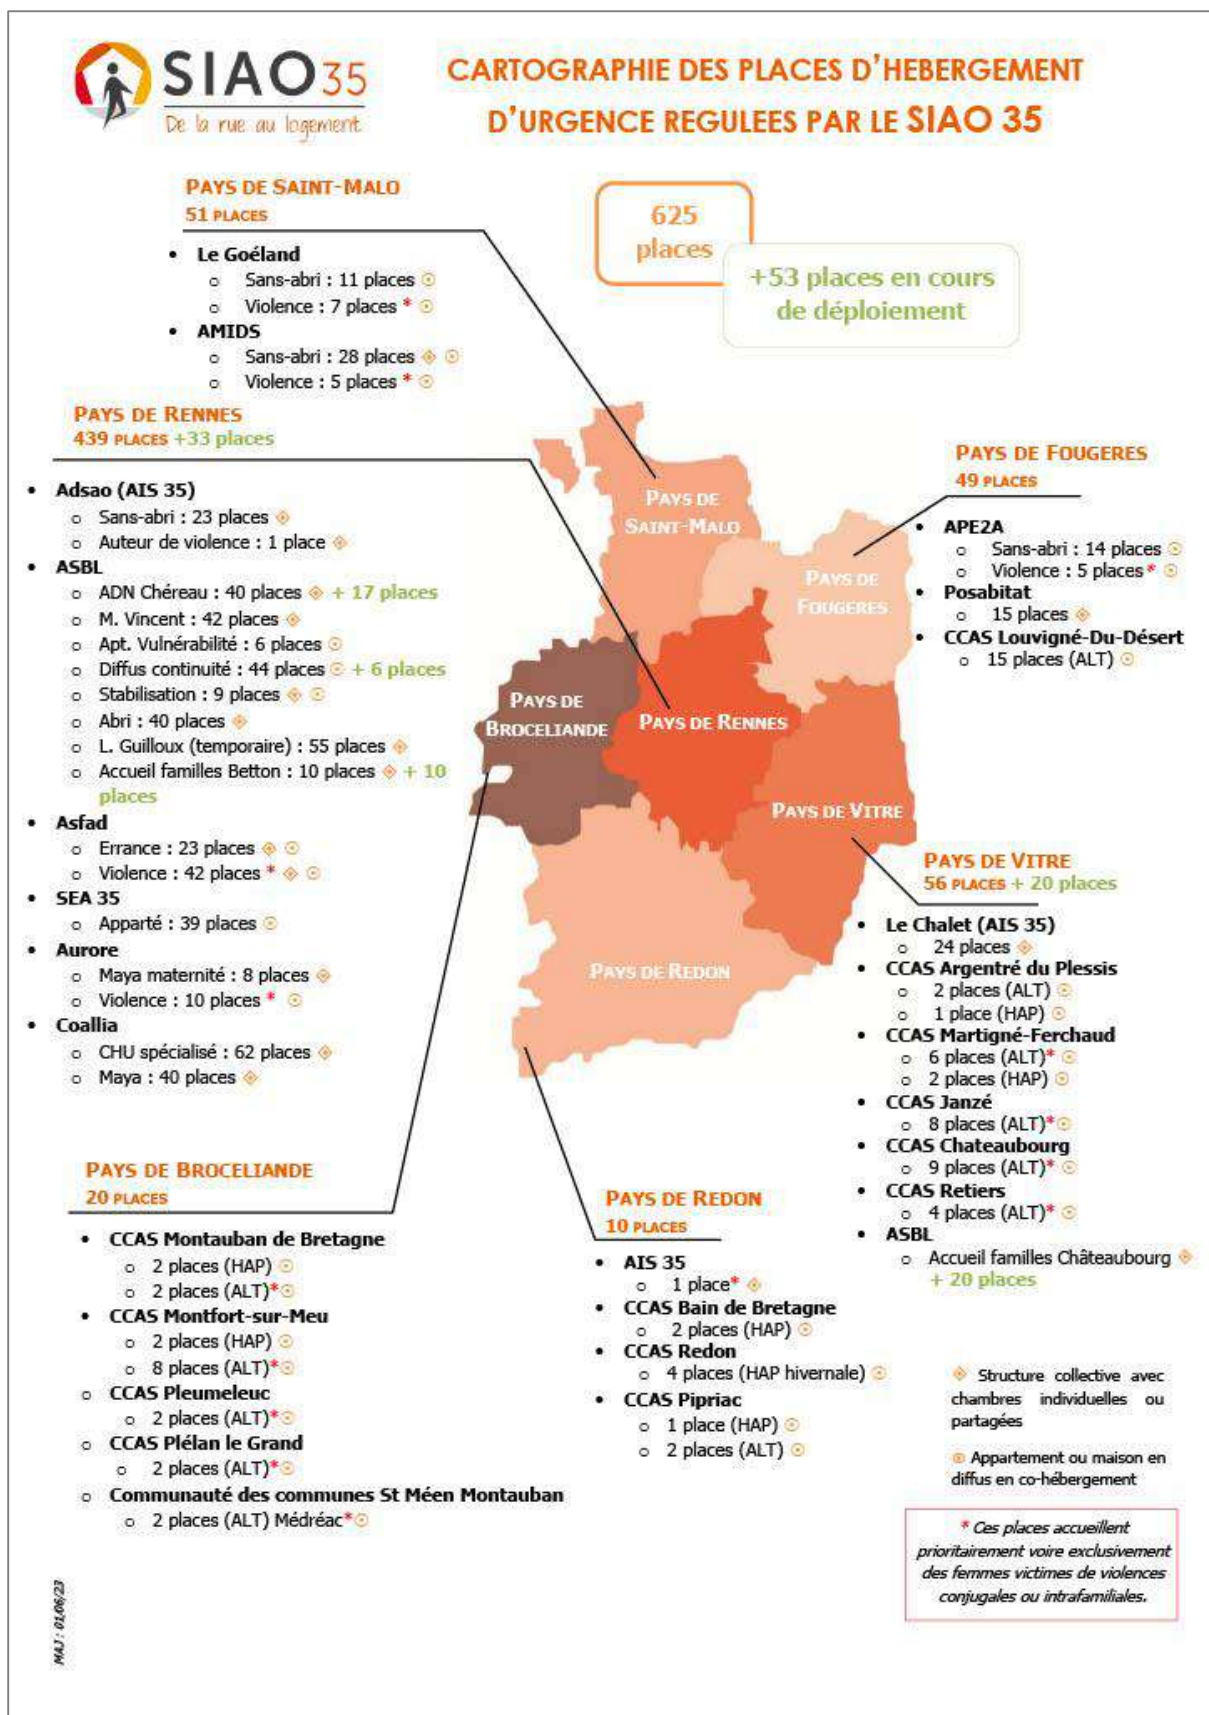 SIAO35
De la rue au logement
CARTOGRAPHIE DES PLACES D'HEBERGEMENT
D'URGENCE REGULEES PAR LE SIAO 35
625
places
+53 places en cours
de déploiement
PAYS DE SAINT-MALO
51 PLACES
• Le Goéland
o Sans-abri : 11 places
o Violence : 7 places *
• AMIDS
o Sans-abri : 28 places
o Violence : 5 places *
PAYS DE RENNES
439 PLACES +33 places
• Adsao (AIS 35)
o Sans-abri : 23 places
o Auteur de violence : 1 place
• ASBL
o ADN Chéreau : 40 places + 17 places
o M. Vincent : 42 places
o Apt. Vulnérabilité : 6 places
o Diffus continuité : 44 places + 6 places
o Stabilisation : 9 places
o Abri : 40 places
o L. Guilloux (temporaire) : 55 places
o Accueil familles Betton : 10 places + 10
places
• Asfad
o Errance : 23 places
o Violence : 42 places *
• SEA 35
o Apparté : 39 places
• Aurore
o Maya maternité : 8 places
o Violence : 10 places *
• Coallia
o CHU spécialisé : 62 places
o Maya : 40 places
PAYS DE
SAINT-MALO
PAYS DE
FOUGERES
PAYS DE
BROCELIANDE
PAYS DE RENNES
PAYS DE VITRE
PAYS DE REDON
PAYS DE FOUGERES
49 PLACES
• APE2A
o Sans-abri : 14 places
o Violence : 5 places*
• Posabitat
o 15 places
• CCAS Louvigné-Du-Désert
o 15 places (ALT)
PAYS DE VITRE
56 PLACES + 20 places
• Le Chalet (AIS 35)
o 24 places
• CCAS Argentré du Plessis
o 2 places (ALT)
o 1 place (HAP)
• CCAS Martigné-Ferchaud
o 6 places (ALT)*
o 2 places (HAP)
• CCAS Janzé
o 8 places (ALT)*
• CCAS Chateaubourg
o 9 places (ALT)*
• CCAS Retiers
o 4 places (ALT)*
• ASBL
o Accueil familles Châteaubourg
+ 20 places
PAYS DE BROCELIANDE
20 PLACES
• CCAS Montauban de Bretagne
o 2 places (HAP)
o 2 places (ALT)*
• CCAS Montfort-sur-Meu
o 2 places (HAP)
o 8 places (ALT)*
o CCAS Pleumeleuc
o 2 places (ALT)*
o CCAS Plélan le Grand
o 2 places (ALT)*
o Communauté des communes St Méen Montauban
o 2 places (ALT) Médréac*
PAYS DE REDON
10 PLACES
• AIS 35
o 1 place*
• CCAS Bain de Bretagne
o 2 places (HAP)
• CCAS Redon
o 4 places (HAP hivernale)
• CCAS Pipriac
o 1 place (HAP)
o 2 places (ALT)
Structure collective avec
chambres individuelles ou
partagées
Appartement ou maison en
diffus en co-hébergement
* Ces places accueillent
prioritairement voire exclusivement
des femmes victimes de violences
conjugales ou intrafamiliales.
MAJ : 01/06/23